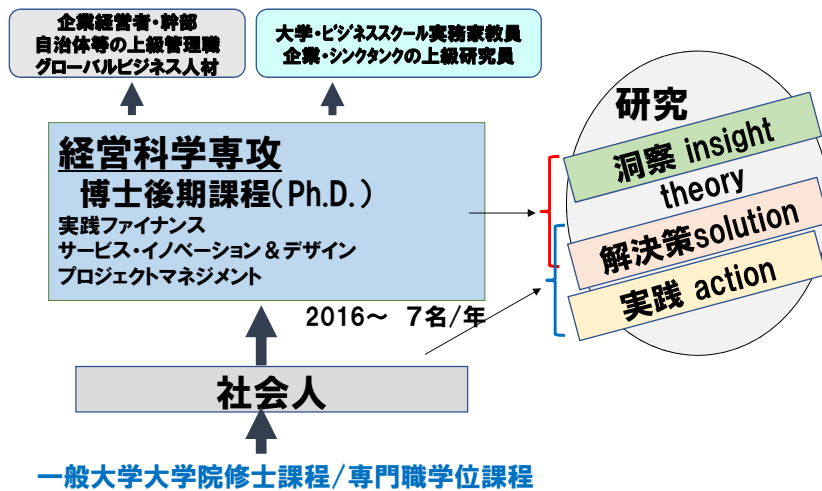 企業経営者・幹部
自治体等の上級管理職
グローバルビジネス人材
大学・ビジネススクール実務家教員
企業・シンクタンクの上級研究員
経営科学専攻
博士後期課程(Ph.D.)
実践ファイナンス
サービス・イノベーション＆デザイン
プロジェクトマネジメント
2016～ 7名/年
社会人
一般大学大学院修士課程/専門職学位課程
研究
洞察 insight
theory
解決策solution
実践 action